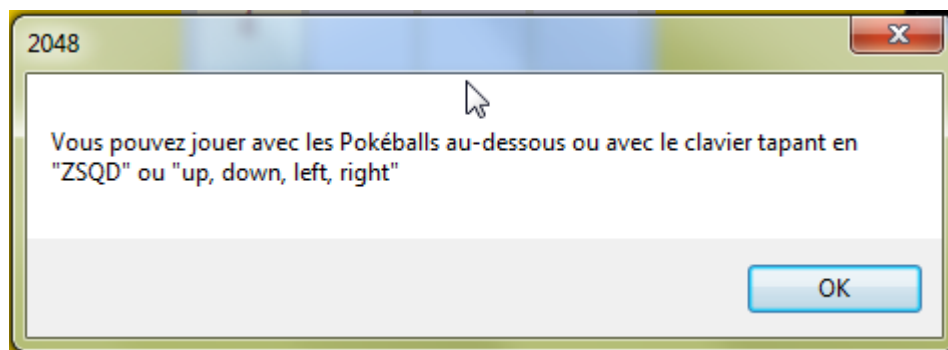 2048
Vous pouvez jouer avec les Pokéballs au-dessous ou avec le clavier tapant en
"ZSQD" ou "up, down, left, right"
OK